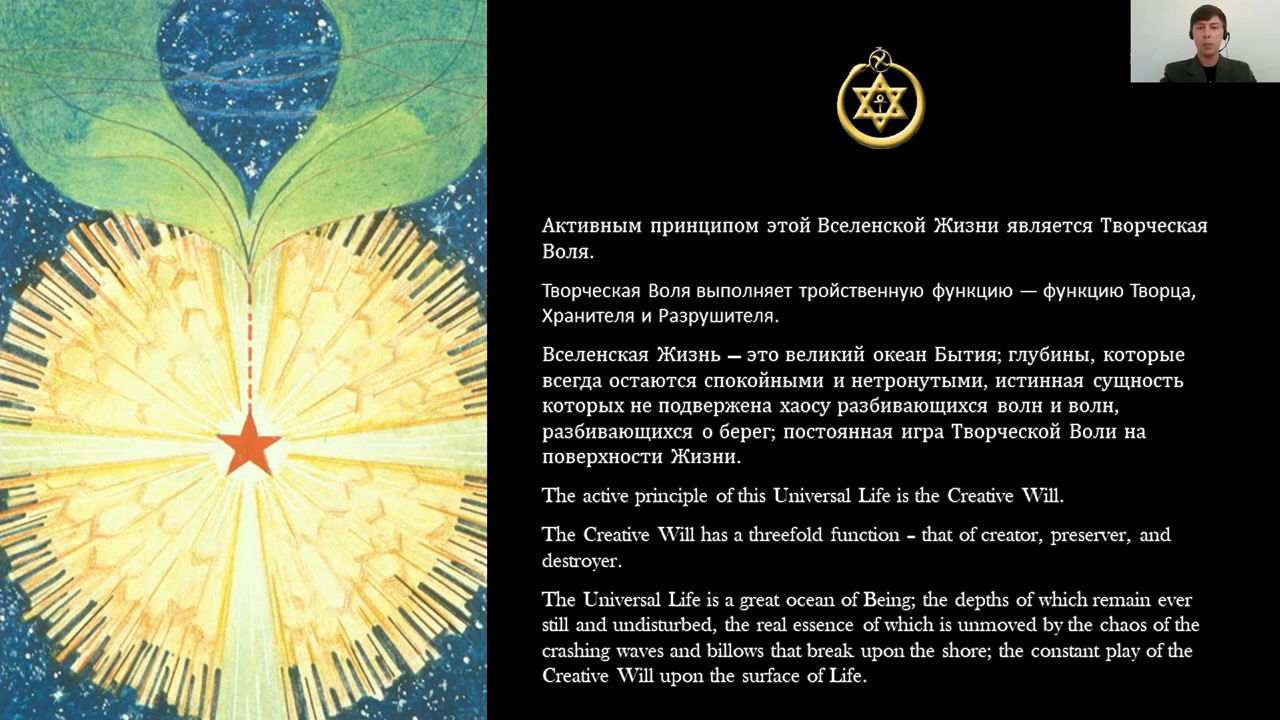 Активным принципом этой Вселенской Жизни является Творческая
Воля.
Творческая Воля выполняет тройственную функцию — функцию Творца,
Хранителя и Разрушителя.
Вселенская Жизнь – это великий океан Бытия; глубины, которые
всегда остаются спокойными и нетронутыми, истинная сущность
которых не подвержена хаосу разбивающихся волн и волн,
разбивающихся о берег; постоянная игра Творческой Воли на
поверхности Жизни.
The active principle of this Universal Life is the Creative Will.
The Creative Will has a threefold function – that of creator, preserver, and
destroyer.
The Universal Life is a great ocean of Being; the depths of which remain ever
still and undisturbed, the real essence of which is unmoved by the chaos of the
crashing waves and billows that break upon the shore; the constant play of the
Creative Will upon the surface of Life.